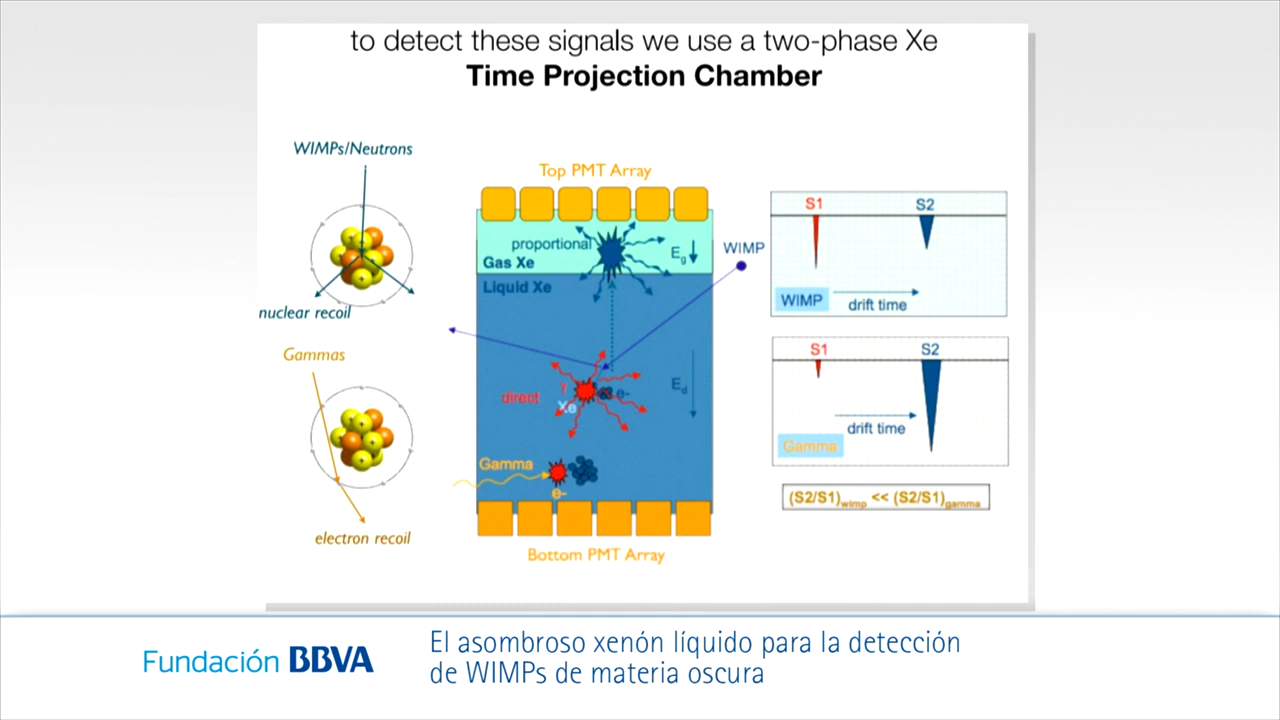 to detect these signals we use a two-phase Xe
Time Projection Chamber
WIMPs/Neutrons
nuclear recoil
Gammas
electron recoil
Top PMT Array
proportional
Gas Xe
Eg
Liquid Xe
WIMP
direct
γ
Xe
e-
Ed
Gamma
e-
Bottom PMT Array
S1 S2
WIMP drift time
S1 S2
drift time
Gamma
(S2/S1)wimp << (S2/S1)gamma
Fundación BBVA
El asombroso xenón líquido para la detección
de WIMPs de materia oscura